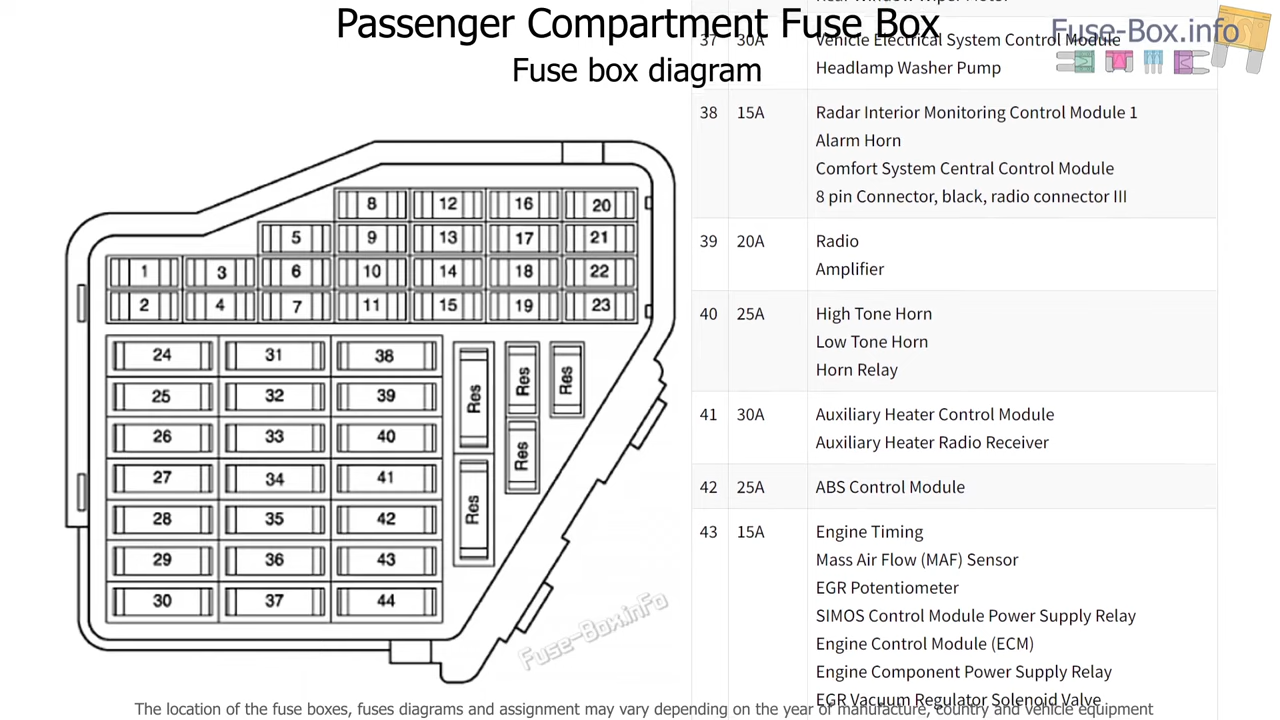 Passenger Compartment Fuse Box
Fuse box diagram
Fuse-Box.info
37 30A Vehicle Electrical System Control Module
Headlamp Washer Pump
38 15A Radar Interior Monitoring Control Module 1
Alarm Horn
Comfort System Central Control Module
8 pin Connector, black, radio connector III
39 20A Radio
Amplifier
40 25A High Tone Horn
Low Tone Horn
Horn Relay
41 30A Auxiliary Heater Control Module
Auxiliary Heater Radio Receiver
42 25A ABS Control Module
43 15A Engine Timing
Mass Air Flow (MAF) Sensor
EGR Potentiometer
SIMOS Control Module Power Supply Relay
Engine Control Module (ECM)
Engine Component Power Supply Relay
EGR Vacuum Regulator Solenoid Valve
8 12 16 20
5 9 13 17 21
1 3 6 10 14 18 22
2 4 7 11 15 19 23
24 31 38
25 32 39
26 33 40
27 34 41
28 35 42
29 36 43
30 37 44
Res
Res
Res
Res
Res
Fuse-Box.inFo
The location of the fuse boxes, fuses diagrams and assignment may vary depending on the year of manufacture, country and vehicle equipment